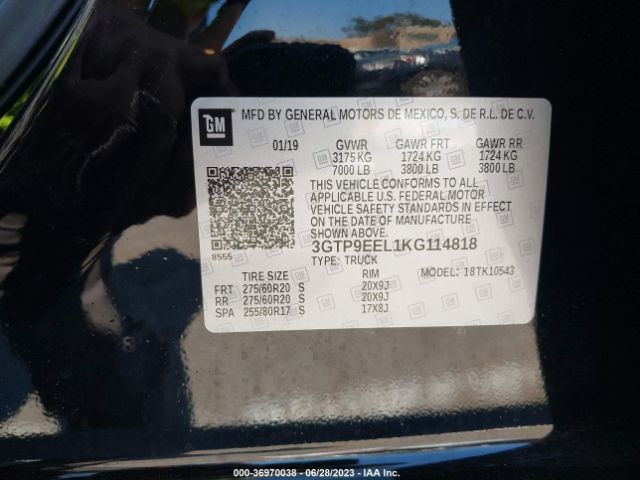 GM
MFD BY GENERAL MOTORS DE MEXICO, S. DE R.L. DE C.V.
01/19 GVWR GAWR FRT GAWR RR
3175 KG 1724 KG 1724 KG
7000 LB 3800 LB 3800 LB
THIS VEHICLE CONFORMS TO ALL
APPLICABLE U.S. FEDERAL MOTOR
VEHICLE SAFETY STANDARDS IN EFFECT
ON THE DATE OF MANUFACTURE
SHOWN ABOVE.
8555
3GTP9EEL1KG114818
TYPE: TRUCK
TIRE SIZE RIM MODEL: 18TK10543
FRT 275/60R20 S 20X9J
RR 275/60R20 S 20X9J
SPA 255/80R17 S 17X8J
000-36970038 - 06/28/2023 - IAA Inc.